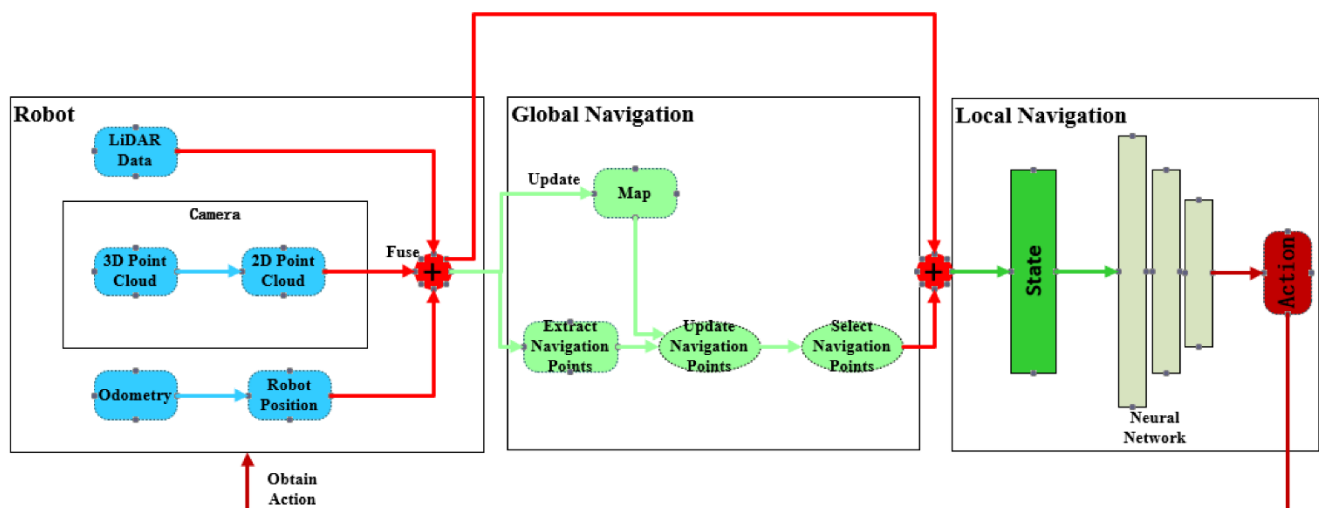 Robot
LiDAR
Data
Camera
3D Point
Cloud
2D Point
Cloud
Fuse
+
Odometry
Robot
Position
Obtain
Action
Global Navigation
Update
Map
Extract
Navigation
Points
Update
Navigation
Points
Select
Navigation
Points
+
Local Navigation
State
Neural
Network
Action